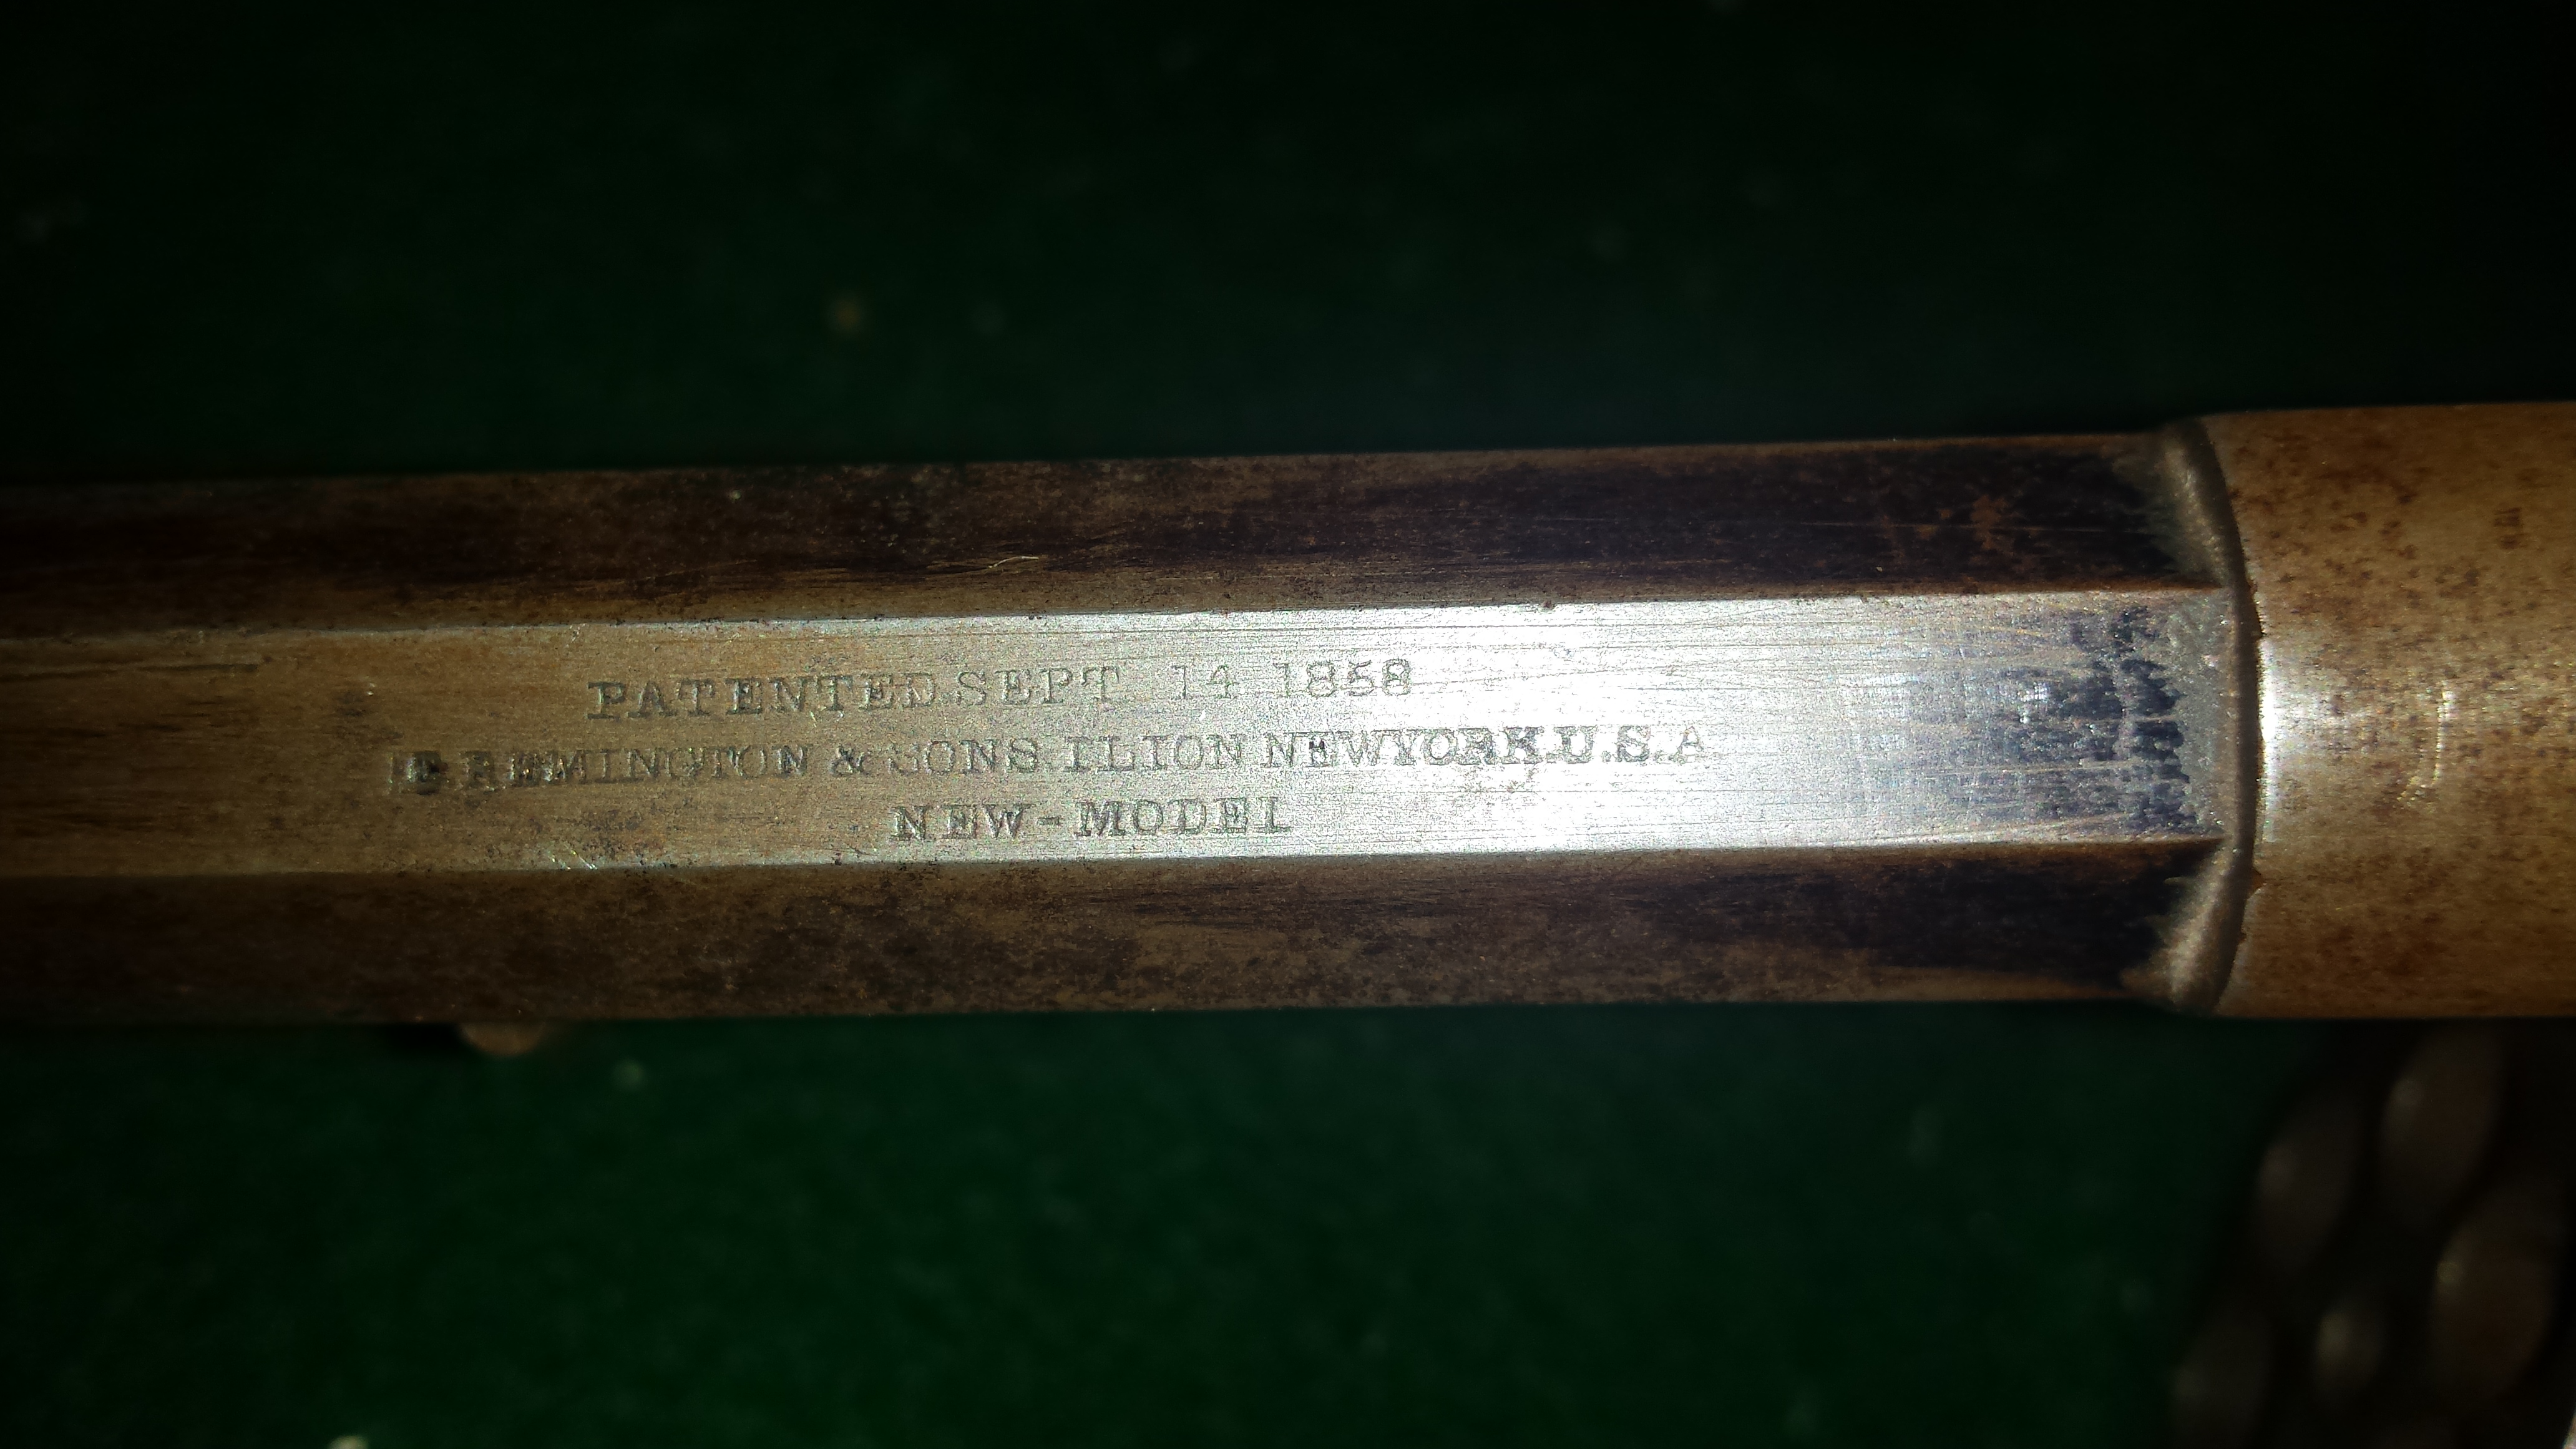 PATENTED SEPT 14 1858
E. REMINGTON & SONS ILION NEWYORK.U.S.A
NEW-MODEL